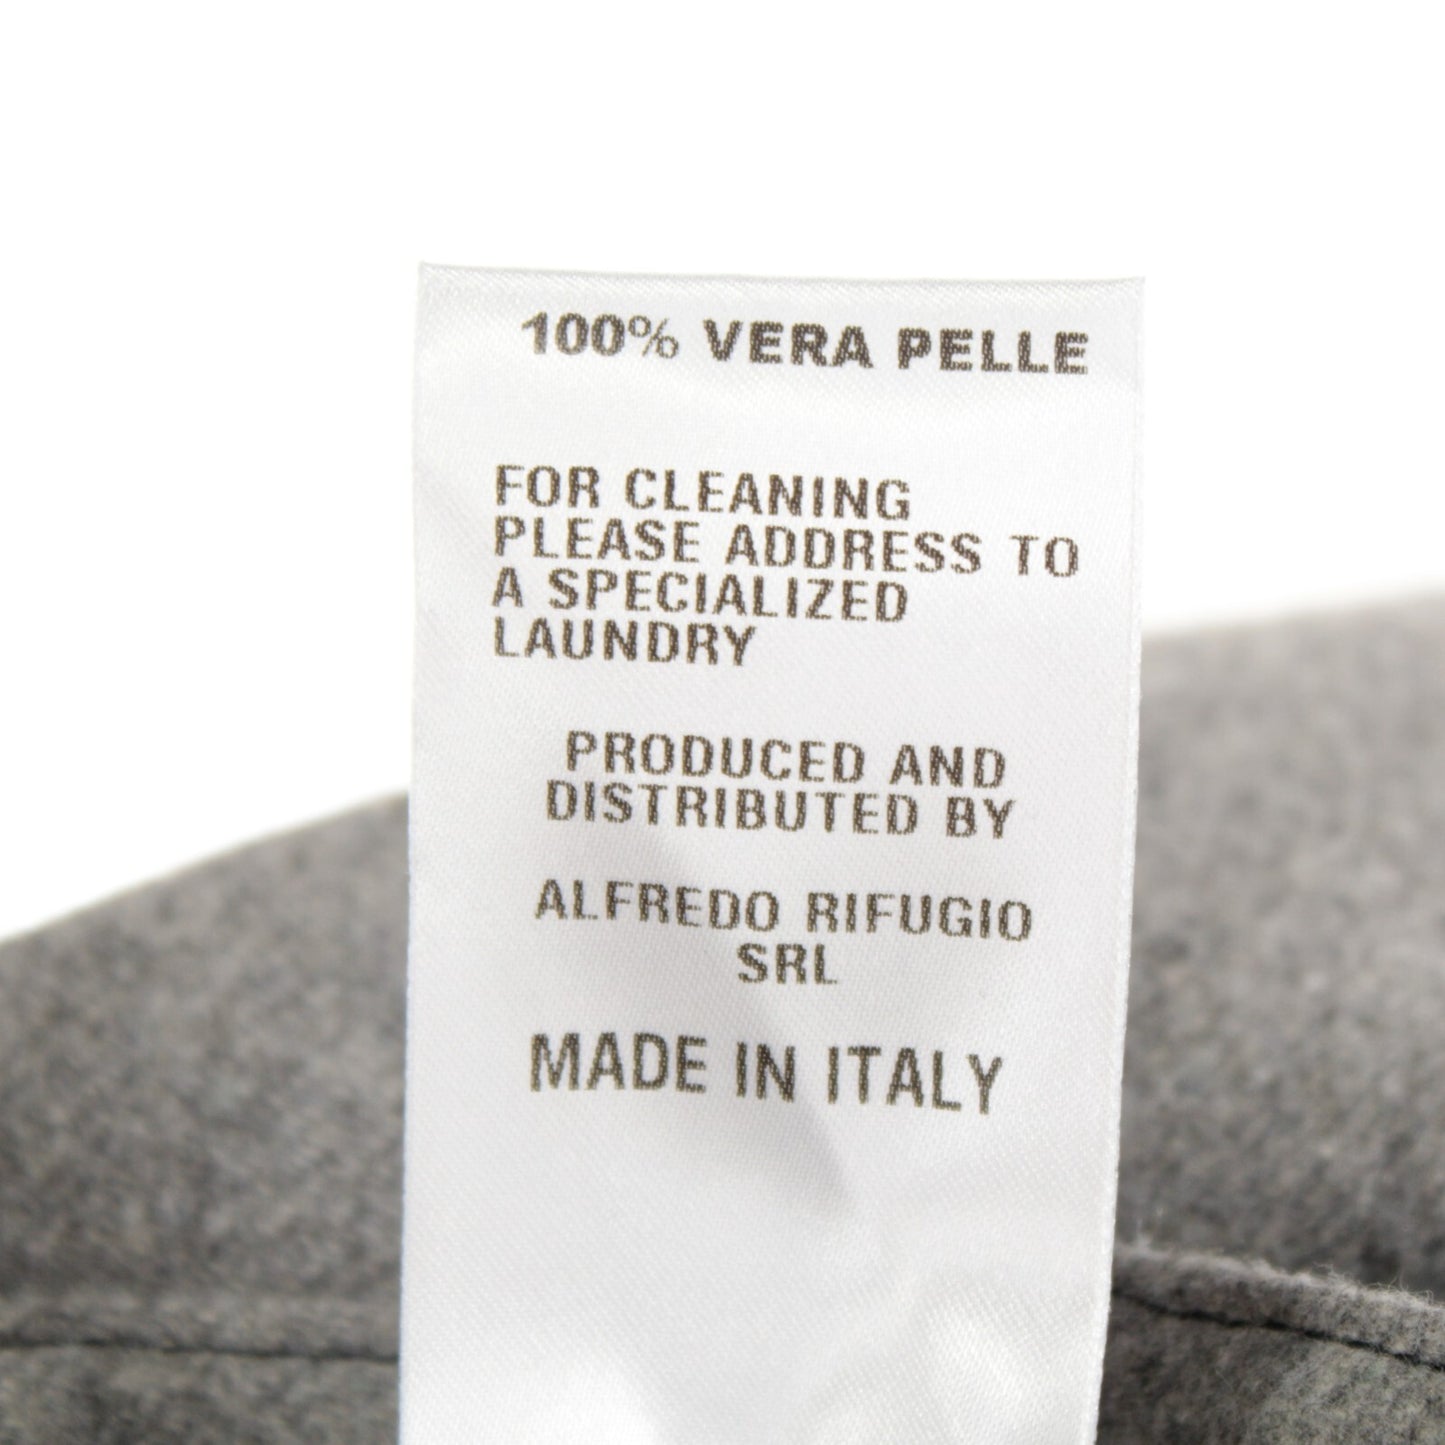 100% VERA PELLE
FOR CLEANING
PLEASE ADDRESS TO
A SPECIALIZED
LAUNDRY
PRODUCED AND
DISTRIBUTED BY
ALFREDO RIFUGIO
SRL
MADE IN ITALY